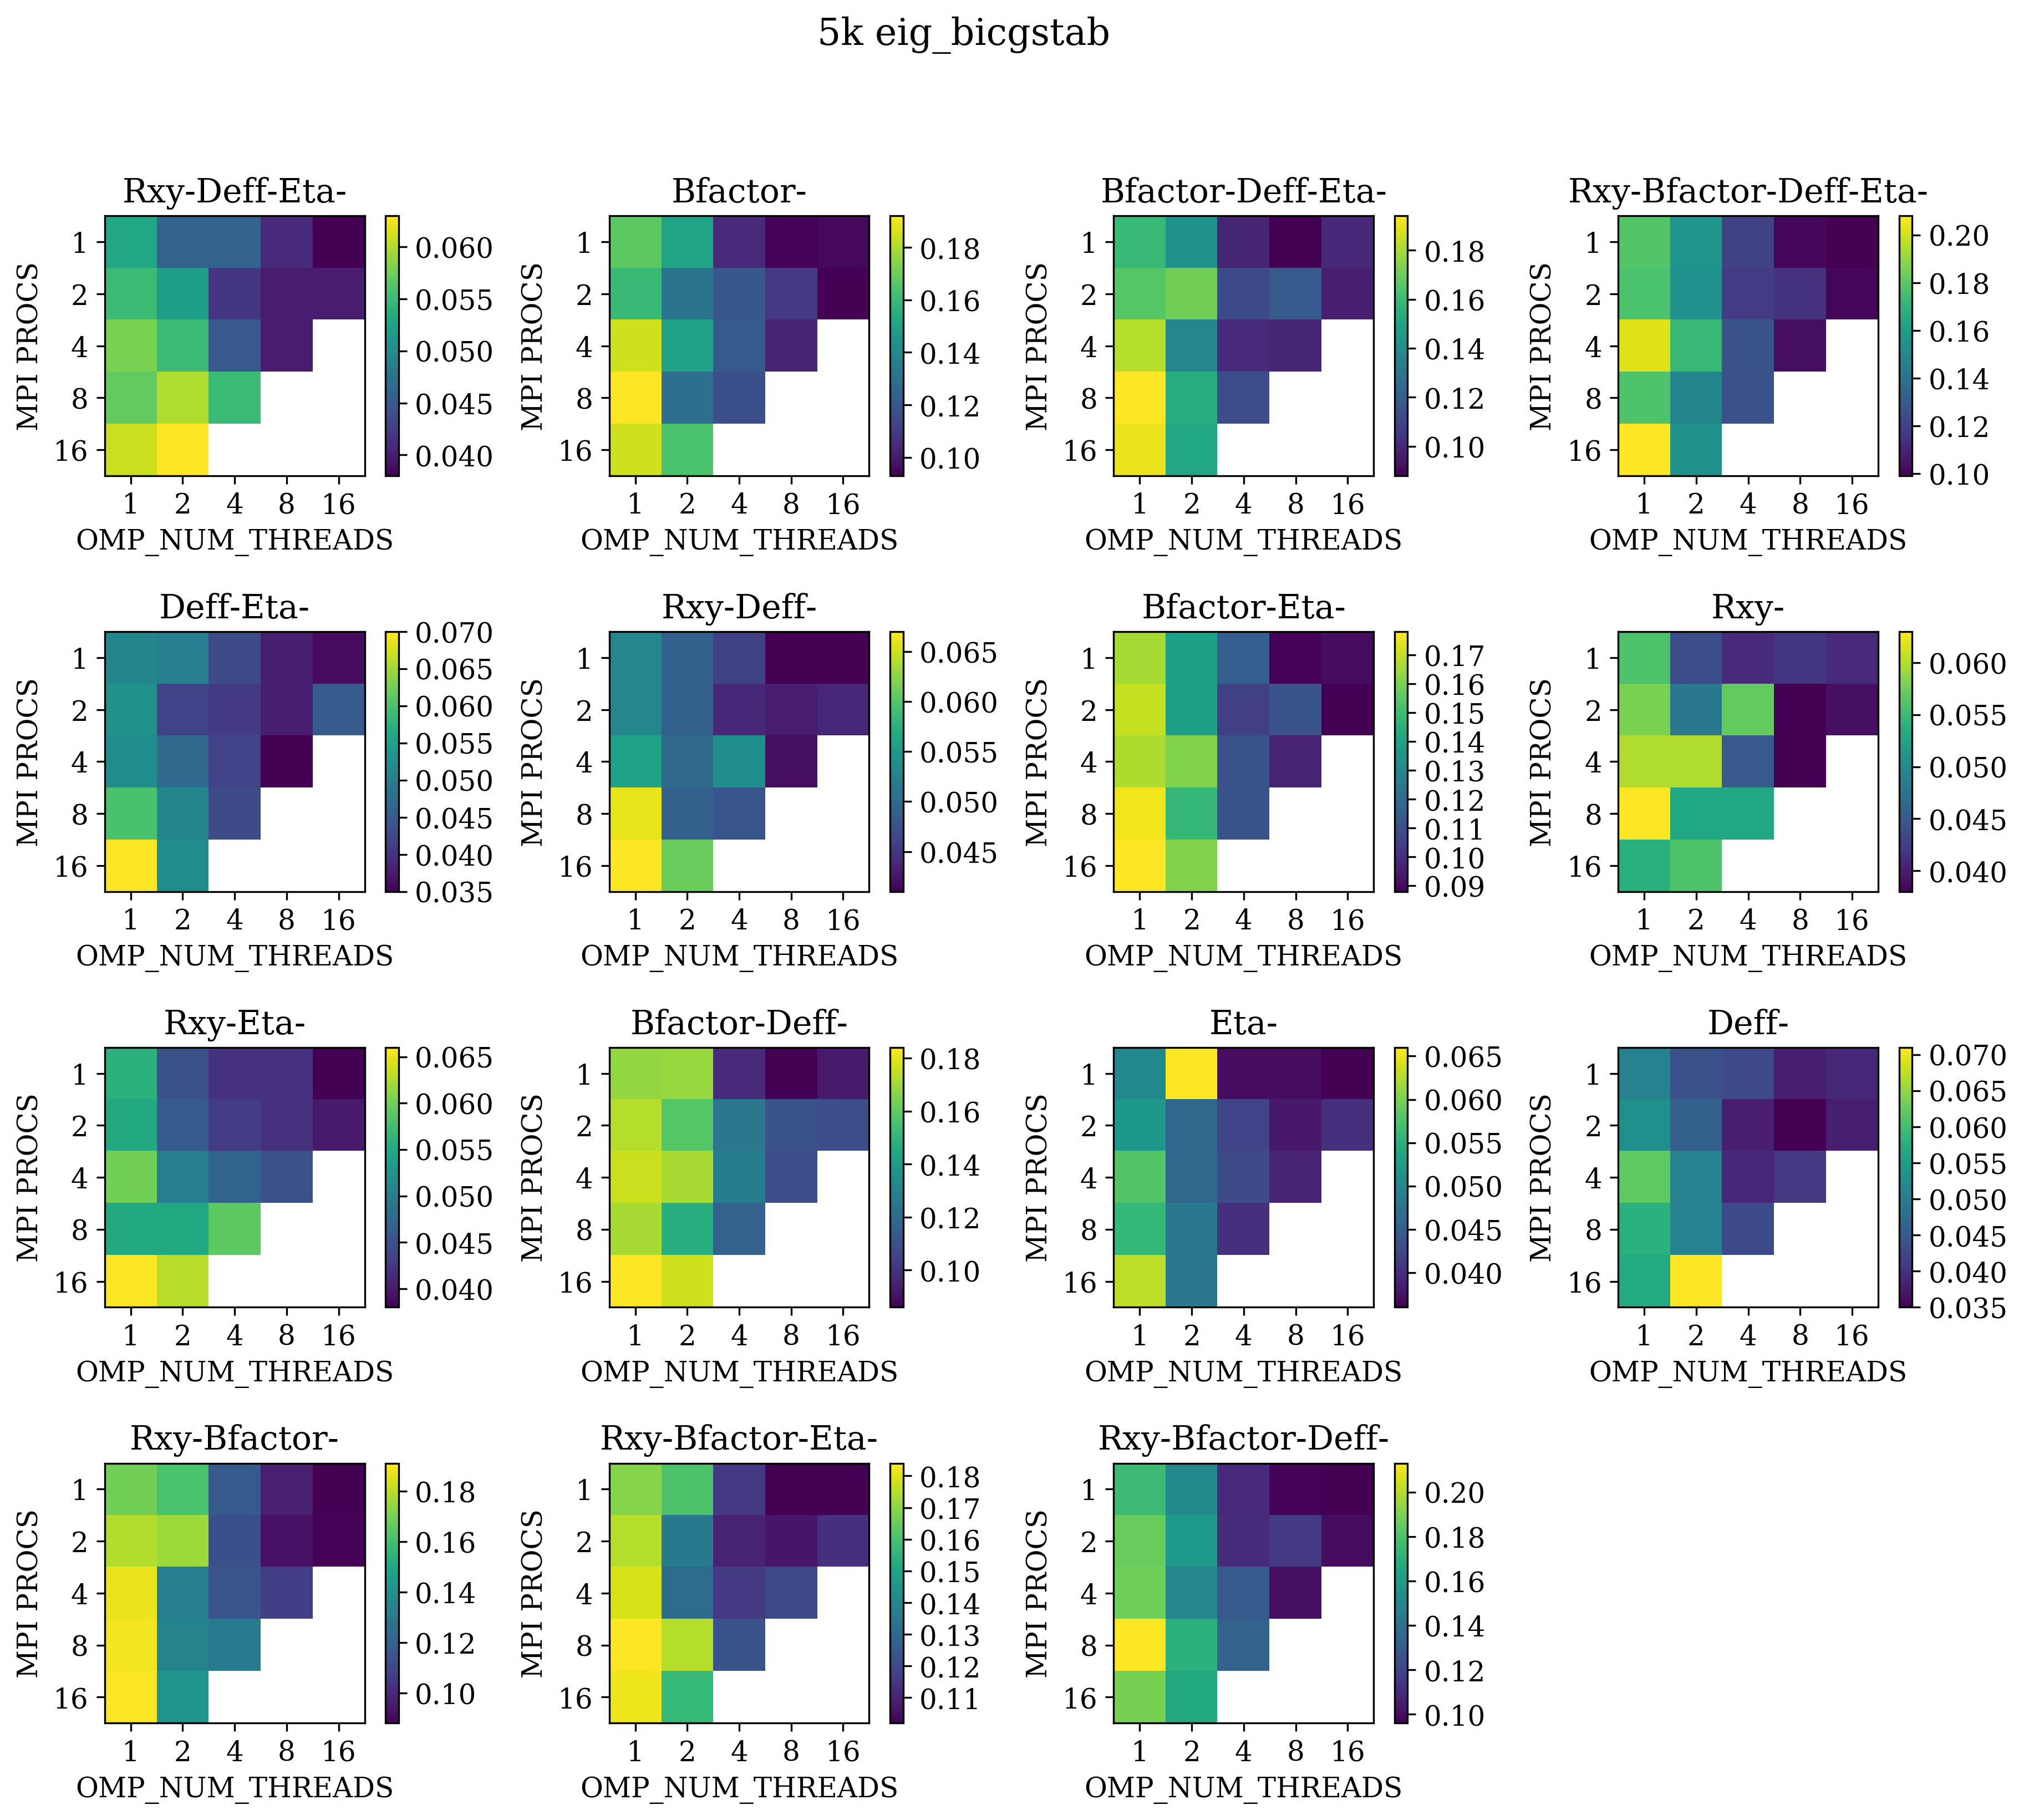 5k eig_bicgstab
Rxy-Deff-Eta-
MPI PROCS
1
2
4
8
16
1 2 4 8 16
OMP_NUM_THREADS
0.060
0.055
0.050
0.045
0.040
Bfactor-
MPI PROCS
1
2
4
8
16
1 2 4 8 16
OMP_NUM_THREADS
0.18
0.16
0.14
0.12
0.10
Bfactor-Deff-Eta-
MPI PROCS
1
2
4
8
16
1 2 4 8 16
OMP_NUM_THREADS
0.18
0.16
0.14
0.12
0.10
Rxy-Bfactor-Deff-Eta-
MPI PROCS
1
2
4
8
16
1 2 4 8 16
OMP_NUM_THREADS
0.20
0.18
0.16
0.14
0.12
0.10
Deff-Eta-
MPI PROCS
1
2
4
8
16
1 2 4 8 16
OMP_NUM_THREADS
0.070
0.065
0.060
0.055
0.050
0.045
0.040
0.035
Rxy-Deff-
MPI PROCS
1
2
4
8
16
1 2 4 8 16
OMP_NUM_THREADS
0.065
0.060
0.055
0.050
0.045
Bfactor-Eta-
MPI PROCS
1
2
4
8
16
1 2 4 8 16
OMP_NUM_THREADS
0.17
0.16
0.15
0.14
0.13
0.12
0.11
0.10
0.09
Rxy-
MPI PROCS
1
2
4
8
16
1 2 4 8 16
OMP_NUM_THREADS
0.060
0.055
0.050
0.045
0.040
Rxy-Eta-
MPI PROCS
1
2
4
8
16
1 2 4 8 16
OMP_NUM_THREADS
0.065
0.060
0.055
0.050
0.045
0.040
Bfactor-Deff-
MPI PROCS
1
2
4
8
16
1 2 4 8 16
OMP_NUM_THREADS
0.18
0.16
0.14
0.12
0.10
Eta-
MPI PROCS
1
2
4
8
16
1 2 4 8 16
OMP_NUM_THREADS
0.065
0.060
0.055
0.050
0.045
0.040
Deff-
MPI PROCS
1
2
4
8
16
1 2 4 8 16
OMP_NUM_THREADS
0.070
0.065
0.060
0.055
0.050
0.045
0.040
0.035
Rxy-Bfactor-
MPI PROCS
1
2
4
8
16
1 2 4 8 16
OMP_NUM_THREADS
0.18
0.16
0.14
0.12
0.10
Rxy-Bfactor-Eta-
MPI PROCS
1
2
4
8
16
1 2 4 8 16
OMP_NUM_THREADS
0.18
0.17
0.16
0.15
0.14
0.13
0.12
0.11
Rxy-Bfactor-Deff-
MPI PROCS
1
2
4
8
16
1 2 4 8 16
OMP_NUM_THREADS
0.20
0.18
0.16
0.14
0.12
0.10